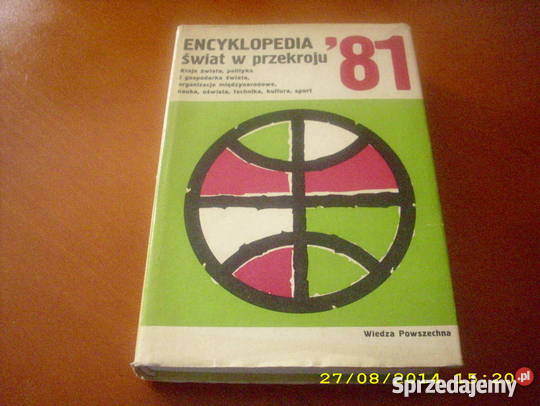 ENCYKLOPEDIA
świat w przekroju
'81
Kraje świata, polityka
i gospodarka świata,
organizacje międzynarodowe,
nauka, oświata, technika, kultura, sport
Wiedza Powszechna
27/08/2014 15:20
Sprzedajemy.pl